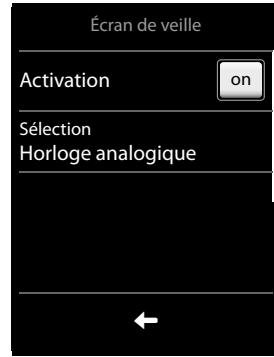 Écran de veille
Activation
on
Sélection
Horloge analogique